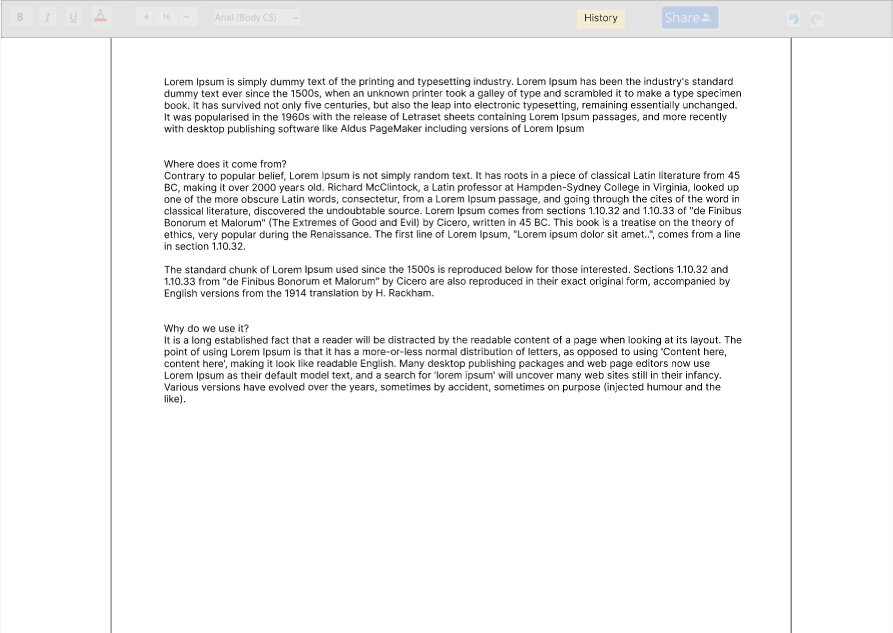 B I U A + 16 − Arial (Body CS) History Share
Lorem Ipsum is simply dummy text of the printing and typesetting industry. Lorem Ipsum has been the industry's standard
dummy text ever since the 1500s, when an unknown printer took a galley of type and scrambled it to make a type specimen
book. It has survived not only five centuries, but also the leap into electronic typesetting, remaining essentially unchanged.
It was popularised in the 1960s with the release of Letraset sheets containing Lorem Ipsum passages, and more recently
with desktop publishing software like Aldus PageMaker including versions of Lorem Ipsum
Where does it come from?
Contrary to popular belief, Lorem Ipsum is not simply random text. It has roots in a piece of classical Latin literature from 45
BC, making it over 2000 years old. Richard McClintock, a Latin professor at Hampden-Sydney College in Virginia, looked up
one of the more obscure Latin words, consectetur, from a Lorem Ipsum passage, and going through the cites of the word in
classical literature, discovered the undoubtable source. Lorem Ipsum comes from sections 1.10.32 and 1.10.33 of "de Finibus
Bonorum et Malorum" (The Extremes of Good and Evil) by Cicero, written in 45 BC. This book is a treatise on the theory of
ethics, very popular during the Renaissance. The first line of Lorem Ipsum, "Lorem ipsum dolor sit amet..", comes from a line
in section 1.10.32.
The standard chunk of Lorem Ipsum used since the 1500s is reproduced below for those interested. Sections 1.10.32 and
1.10.33 from "de Finibus Bonorum et Malorum" by Cicero are also reproduced in their exact original form, accompanied by
English versions from the 1914 translation by H. Rackham.
Why do we use it?
It is a long established fact that a reader will be distracted by the readable content of a page when looking at its layout. The
point of using Lorem Ipsum is that it has a more-or-less normal distribution of letters, as opposed to using 'Content here,
content here', making it look like readable English. Many desktop publishing packages and web page editors now use
Lorem Ipsum as their default model text, and a search for 'lorem ipsum' will uncover many web sites still in their infancy.
Various versions have evolved over the years, sometimes by accident, sometimes on purpose (injected humour and the
like).